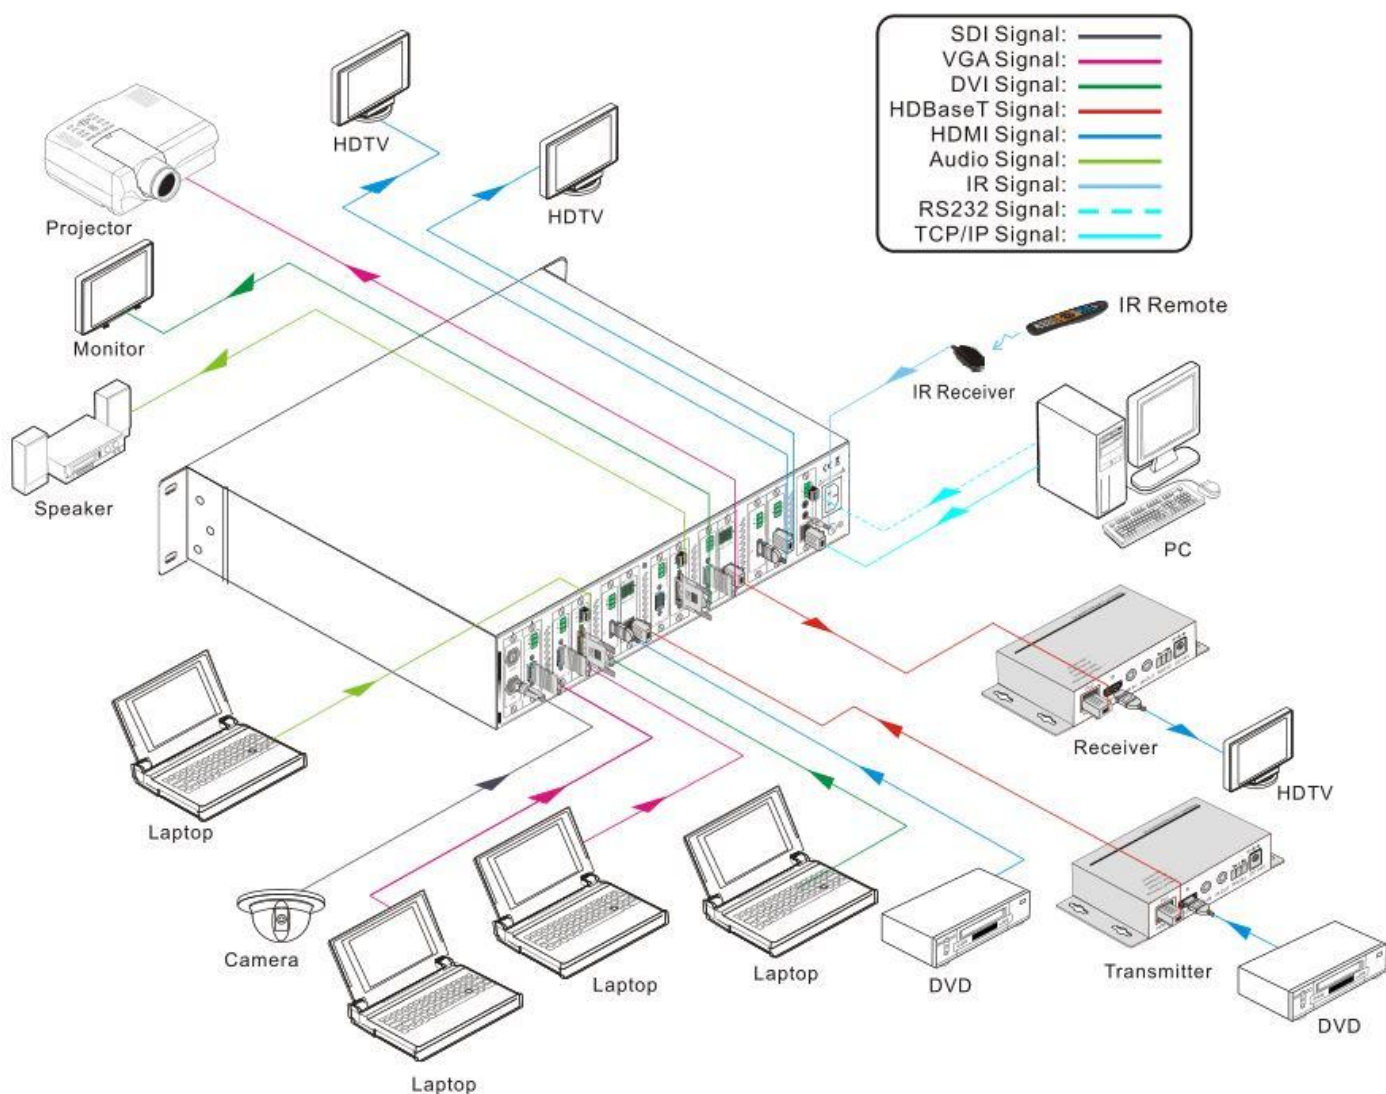 SDI Signal:
VGA Signal:
DVI Signal:
HDBaseT Signal:
HDMI Signal:
Audio Signal:
IR Signal:
RS232 Signal:
TCP/IP Signal:
HDTV
HDTV
Projector
Monitor
Speaker
IR Remote
IR Receiver
PC
Receiver
HDTV
Laptop
Camera
Laptop
Laptop
Laptop
DVD
Transmitter
DVD